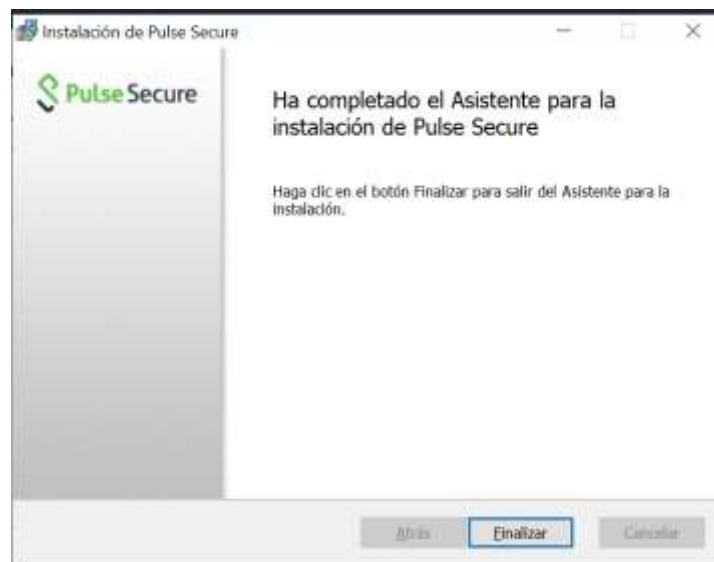 Instalación de Pulse Secure
Pulse Secure
Ha completado el Asistente para la
instalación de Pulse Secure
Haga clic en el botón Finalizar para salir del Asistente para la
instalación.
Atrás
Finalizar
Cancelar